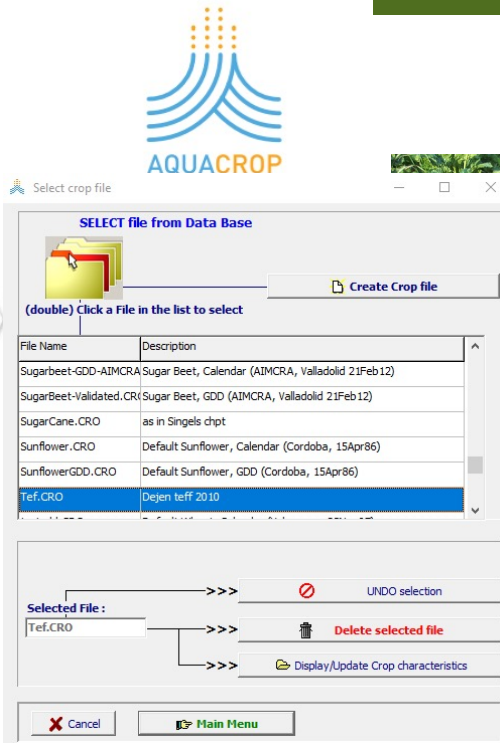 AQUACROP
Select crop file
SELECT file from Data Base
Create Crop file
(double) Click a File in the list to select
File Name Description
Sugarbeet-GDD-AIMCRA Sugar Beet, Calendar (AIMCRA, Valladolid 21Feb12)
SugarBeet-Validated.CR Sugar Beet, GDD (AIMCRA, Valladolid 21Feb12)
SugarCane.CRO as in Singels chpt
Sunflower.CRO Default Sunflower, Calendar (Cordoba, 15Apr86)
SunflowerGDD.CRO Default Sunflower, GDD (Cordoba, 15Apr86)
Tef.CRO Dejen teff 2010
>>> UNDO selection
Selected File :
Tef.CRO >>> Delete selected file
>>> Display/Update Crop characteristics
Cancel Main Menu